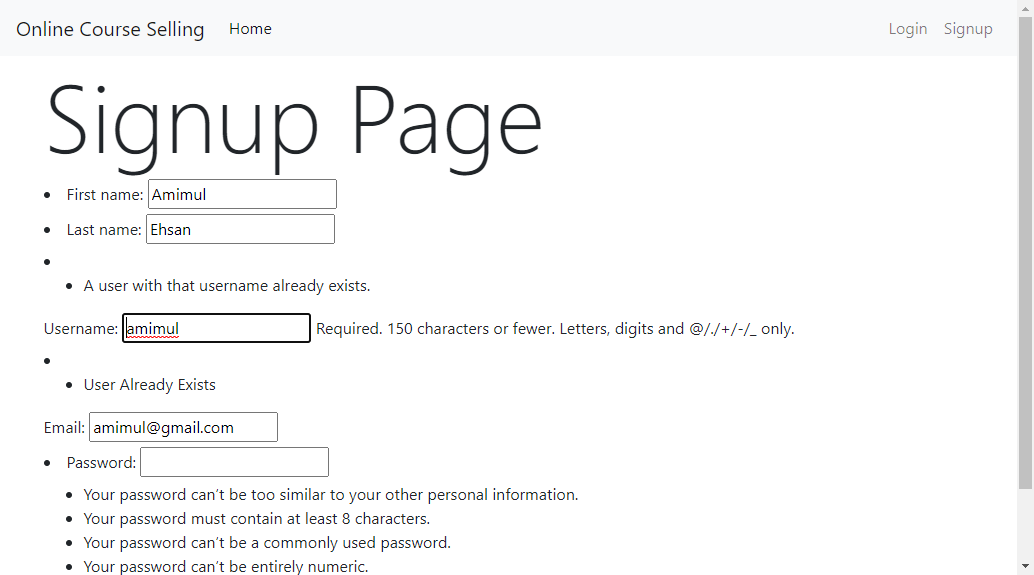 Online Course Selling Home Login Signup
Signup Page
First name: Amimul
Last name: Ehsan
A user with that username already exists.
Username: amimul Required. 150 characters or fewer. Letters, digits and @/./+/-/_ only.
User Already Exists
Email: amimul@gmail.com
Password:
Your password can’t be too similar to your other personal information.
Your password must contain at least 8 characters.
Your password can’t be a commonly used password.
Your password can’t be entirely numeric.